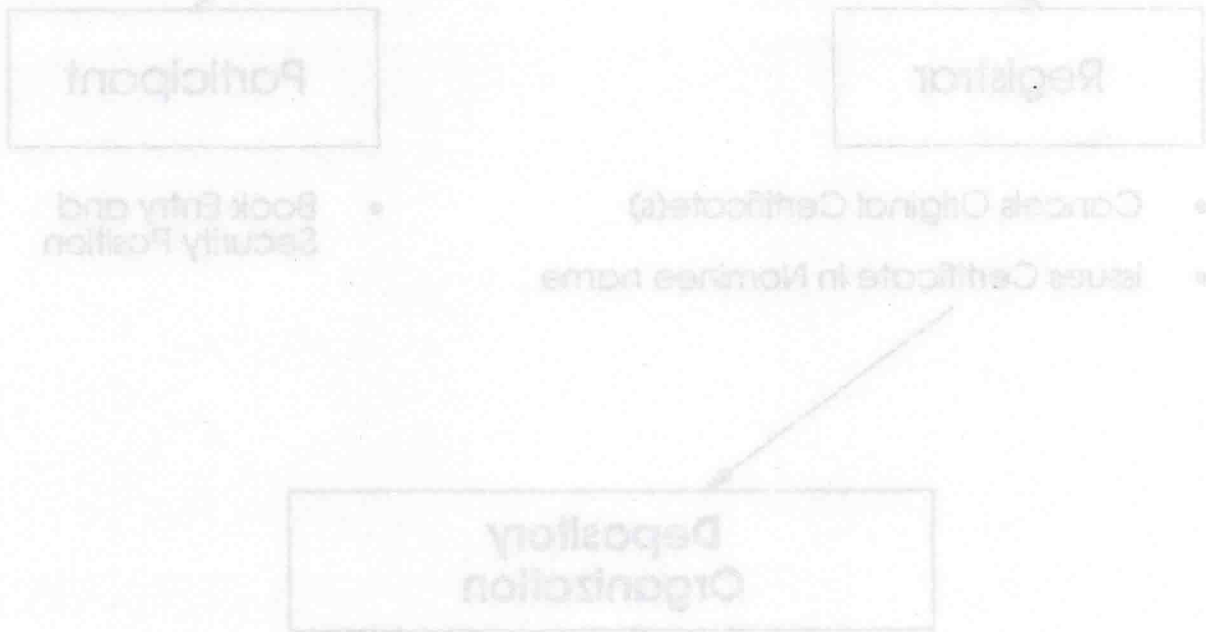 Participant
Registrar
• Book Entry and
Security Position
• Cancels Original Certificate(s)
• Issues Certificate in Nominee name
Depository
Organization